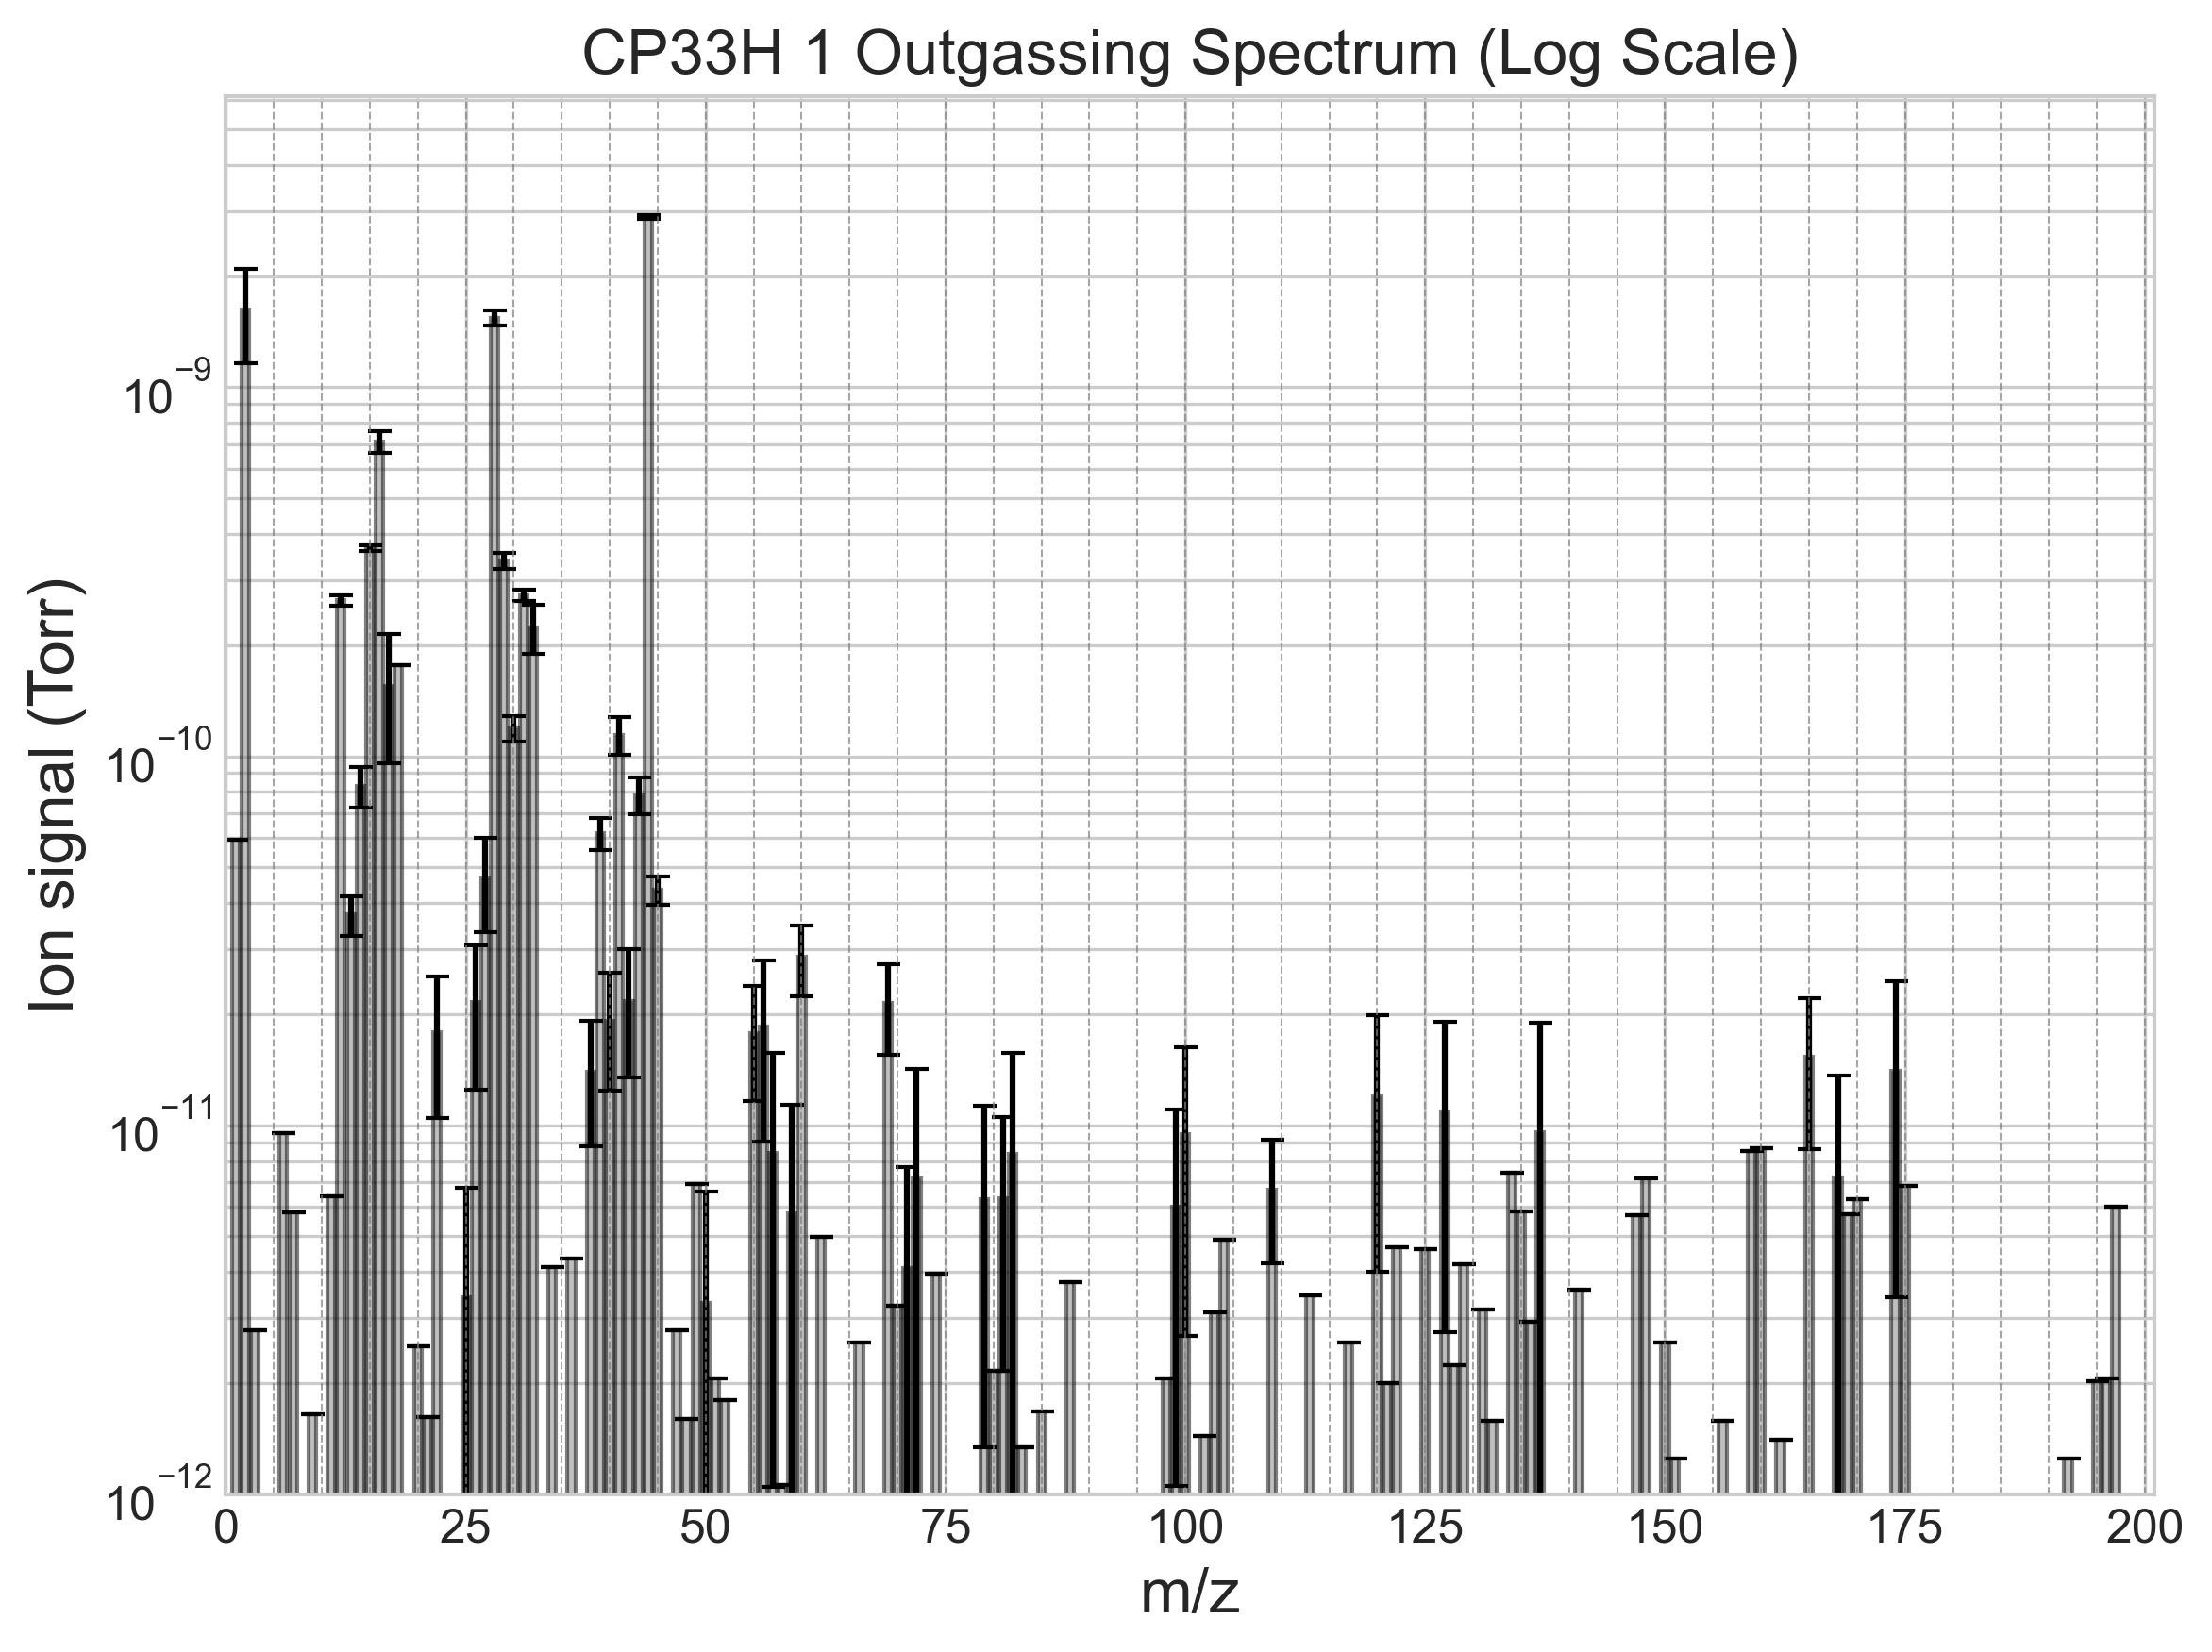 CP33H 1 Outgassing Spectrum (Log Scale)
Ion signal (Torr)
10⁻⁹
10⁻¹⁰
10⁻¹¹
10⁻¹²
0 25 50 75 100 125 150 175 200
m/z